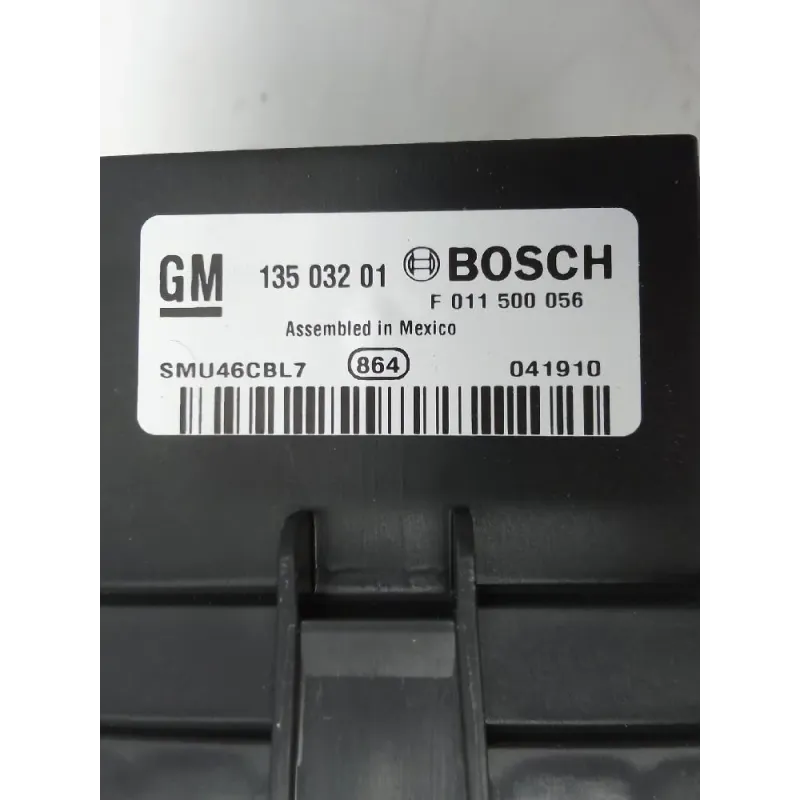 GM 135 032 01 BOSCH
F 011 500 056
Assembled in Mexico
SMU46CBL7 864 041910